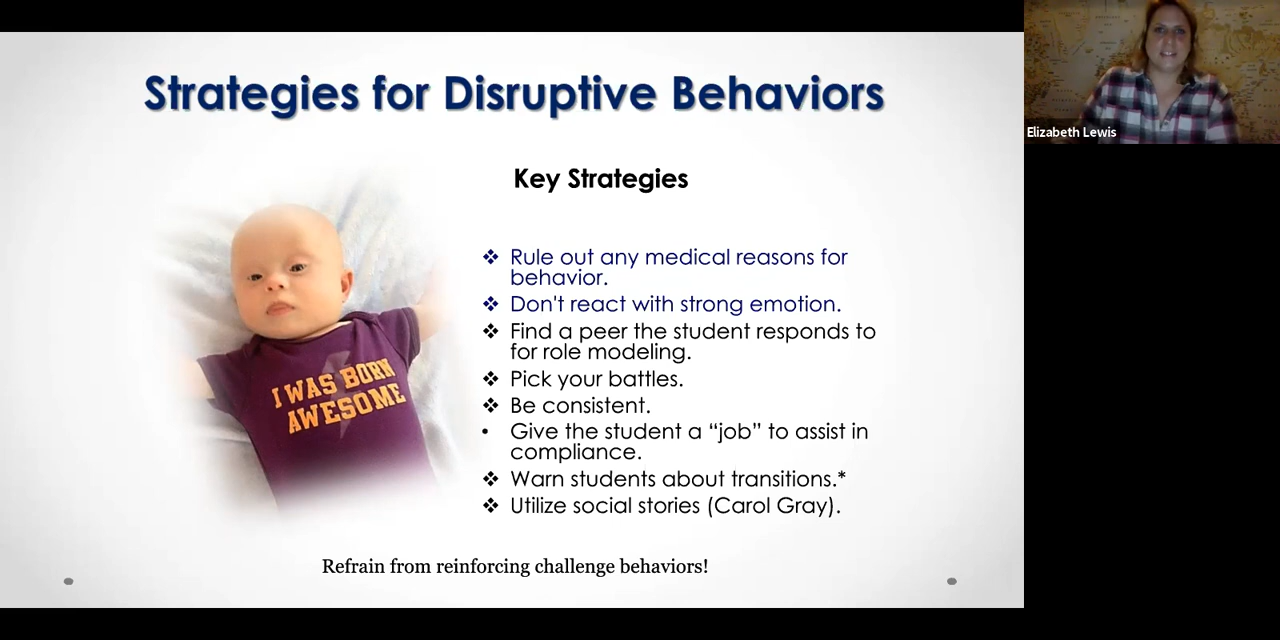 Strategies for Disruptive Behaviors
Elizabeth Lewis
Key Strategies
I WAS BORN
AWESOME
❖ Rule out any medical reasons for
behavior.
❖ Don't react with strong emotion.
❖ Find a peer the student responds to
for role modeling.
❖ Pick your battles.
❖ Be consistent.
• Give the student a “job” to assist in
compliance.
❖ Warn students about transitions.*
❖ Utilize social stories (Carol Gray).
Refrain from reinforcing challenge behaviors!